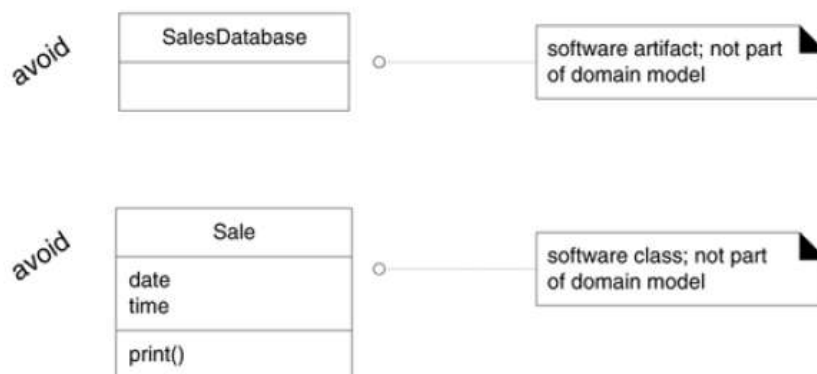 avoid
SalesDatabase
software artifact; not part
of domain model
avoid
Sale
date
time
print()
software class; not part
of domain model